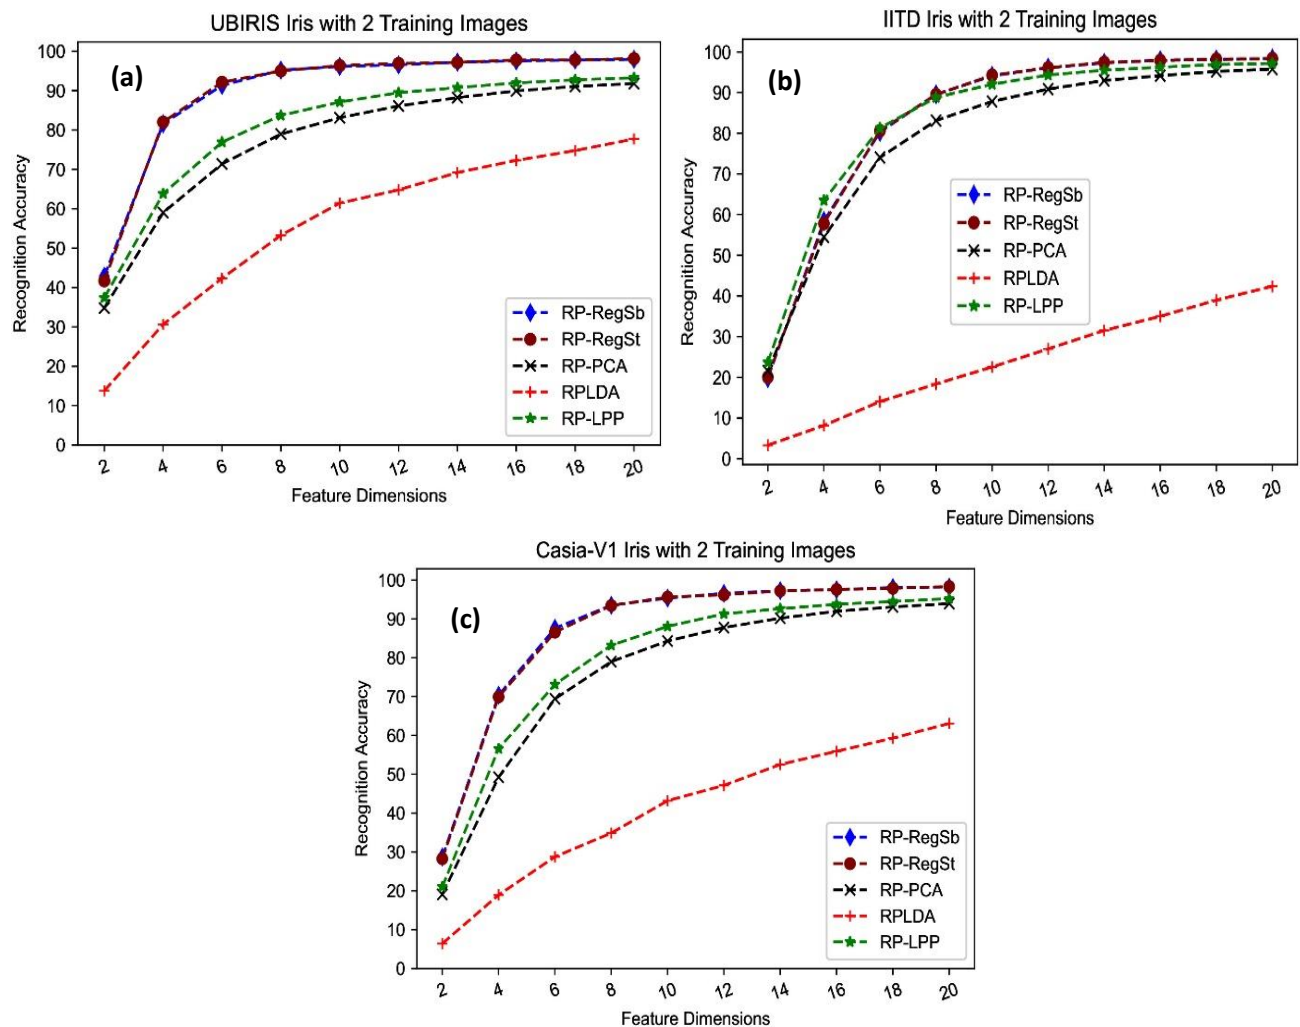 UBIRIS Iris with 2 Training Images
(a)
100
90
80
70
60
50
40
30
20
10
0
Recognition Accuracy
2 4 6 8 10 12 14 16 18 20
Feature Dimensions
RP-RegSb
RP-RegSt
RP-PCA
RPLDA
RP-LPP
IITD Iris with 2 Training Images
(b)
100
90
80
70
60
50
40
30
20
10
0
Recognition Accuracy
2 4 6 8 10 12 14 16 18 20
Feature Dimensions
RP-RegSb
RP-RegSt
RP-PCA
RPLDA
RP-LPP
Casia-V1 Iris with 2 Training Images
(c)
100
90
80
70
60
50
40
30
20
10
0
Recognition Accuracy
2 4 6 8 10 12 14 16 18 20
Feature Dimensions
RP-RegSb
RP-RegSt
RP-PCA
RPLDA
RP-LPP